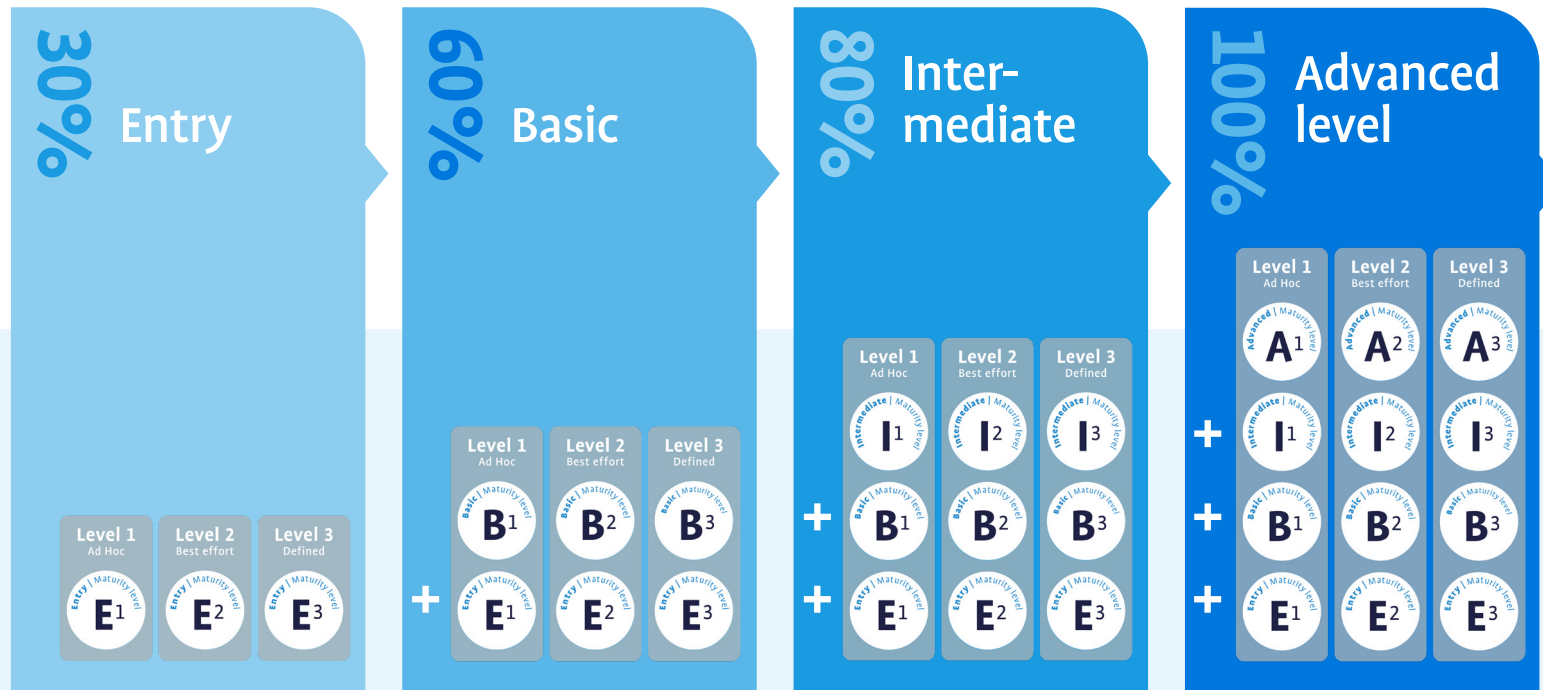 30%
Entry
Level 1
Ad Hoc
Level 2
Best effort
Level 3
Defined
Entry | Maturity level
E1
Entry | Maturity level
E2
Entry | Maturity level
E3
60%
Basic
Level 1
Ad Hoc
Level 2
Best effort
Level 3
Defined
Basic | Maturity level
B1
Basic | Maturity level
B2
Basic | Maturity level
B3
+
Entry | Maturity level
E1
Entry | Maturity level
E2
Entry | Maturity level
E3
80%
Inter-
mediate
Level 1
Ad Hoc
Level 2
Best effort
Level 3
Defined
Intermediate | Maturity level
I1
Intermediate | Maturity level
I2
Intermediate | Maturity level
I3
+
Basic | Maturity level
B1
Basic | Maturity level
B2
Basic | Maturity level
B3
+
Entry | Maturity level
E1
Entry | Maturity level
E2
Entry | Maturity level
E3
100%
Advanced
level
Level 1
Ad Hoc
Level 2
Best effort
Level 3
Defined
Advanced | Maturity level
A1
Advanced | Maturity level
A2
Advanced | Maturity level
A3
+
Intermediate | Maturity level
I1
Intermediate | Maturity level
I2
Intermediate | Maturity level
I3
+
Basic | Maturity level
B1
Basic | Maturity level
B2
Basic | Maturity level
B3
+
Entry | Maturity level
E1
Entry | Maturity level
E2
Entry | Maturity level
E3